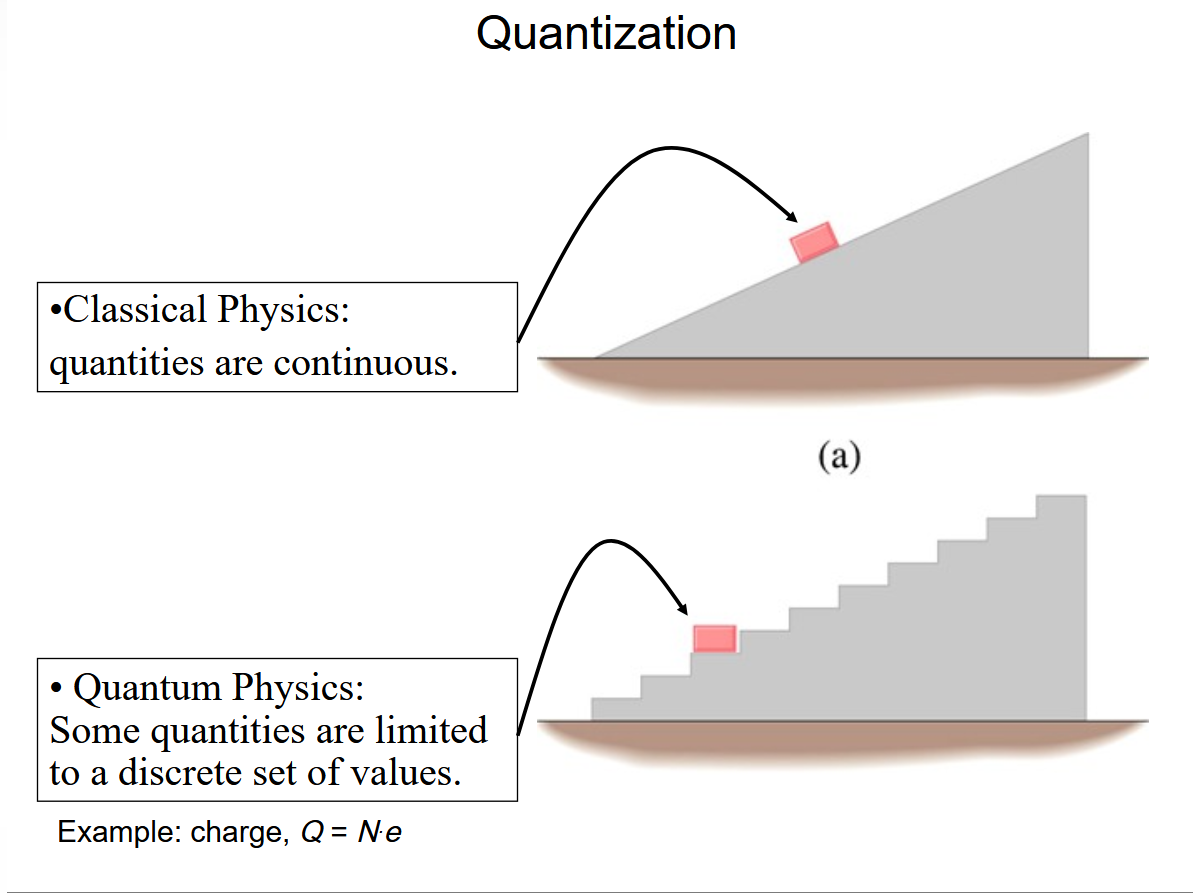 Quantization
•Classical Physics:
quantities are continuous.
(a)
• Quantum Physics:
Some quantities are limited
to a discrete set of values.
Example: charge, Q = N·e